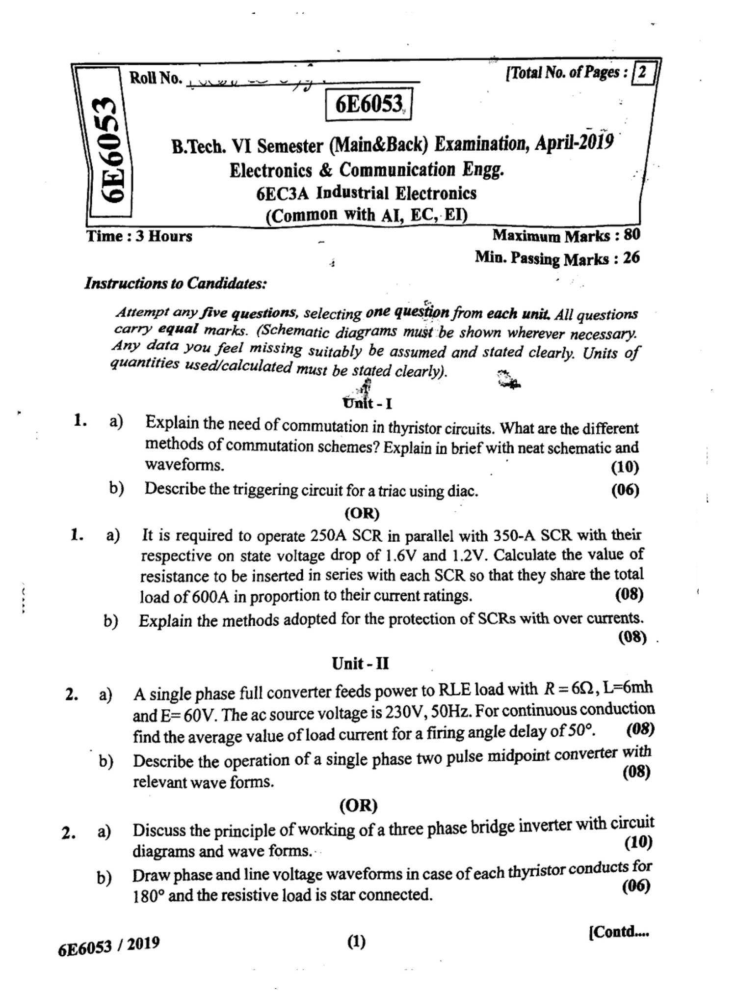 6E6053
Roll No.
[Total No. of Pages : 2
6E6053
B.Tech. VI Semester (Main&Back) Examination, April-2019
Electronics & Communication Engg.
6EC3A Industrial Electronics
(Common with AI, EC, EI)
Time : 3 Hours
Maximum Marks : 80
Min. Passing Marks : 26
Instructions to Candidates:
Attempt any five questions, selecting one question from each unit. All questions
carry equal marks. (Schematic diagrams must be shown wherever necessary.
Any data you feel missing suitably be assumed and stated clearly. Units of
quantities used/calculated must be stated clearly).
Unit - I
1. a) Explain the need of commutation in thyristor circuits. What are the different
methods of commutation schemes? Explain in brief with neat schematic and
waveforms. (10)
b) Describe the triggering circuit for a triac using diac. (06)
(OR)
1. a) It is required to operate 250A SCR in parallel with 350-A SCR with their
respective on state voltage drop of 1.6V and 1.2V. Calculate the value of
resistance to be inserted in series with each SCR so that they share the total
load of 600A in proportion to their current ratings. (08)
b) Explain the methods adopted for the protection of SCRs with over currents.
(08)
Unit - II
2. a) A single phase full converter feeds power to RLE load with R = 6Ω, L=6mh
and E= 60V. The ac source voltage is 230V, 50Hz. For continuous conduction
find the average value of load current for a firing angle delay of 50°. (08)
b) Describe the operation of a single phase two pulse midpoint converter with
relevant wave forms. (08)
(OR)
2. a) Discuss the principle of working of a three phase bridge inverter with circuit
diagrams and wave forms. (10)
b) Draw phase and line voltage waveforms in case of each thyristor conducts for
180° and the resistive load is star connected. (06)
6E6053 / 2019
(1)
[Contd....